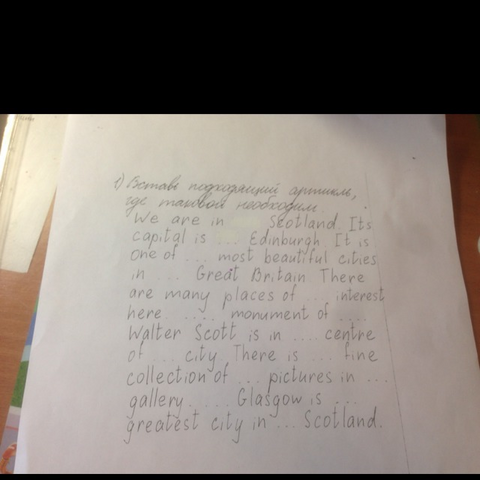 1) Вставь подходящий артикль,
где таковой необходим.
We are in Scotland. Its
capital is ... Edinburgh. It is
one of ... most beautiful cities
in ... Great Britain. There
are many places of ... interest
here .... monument of ....
Walter Scott is in .... centre
of ... city. There is ... fine
collection of ... pictures in ...
gallery. .... Glasgow is ...
greatest city in ... Scotland.